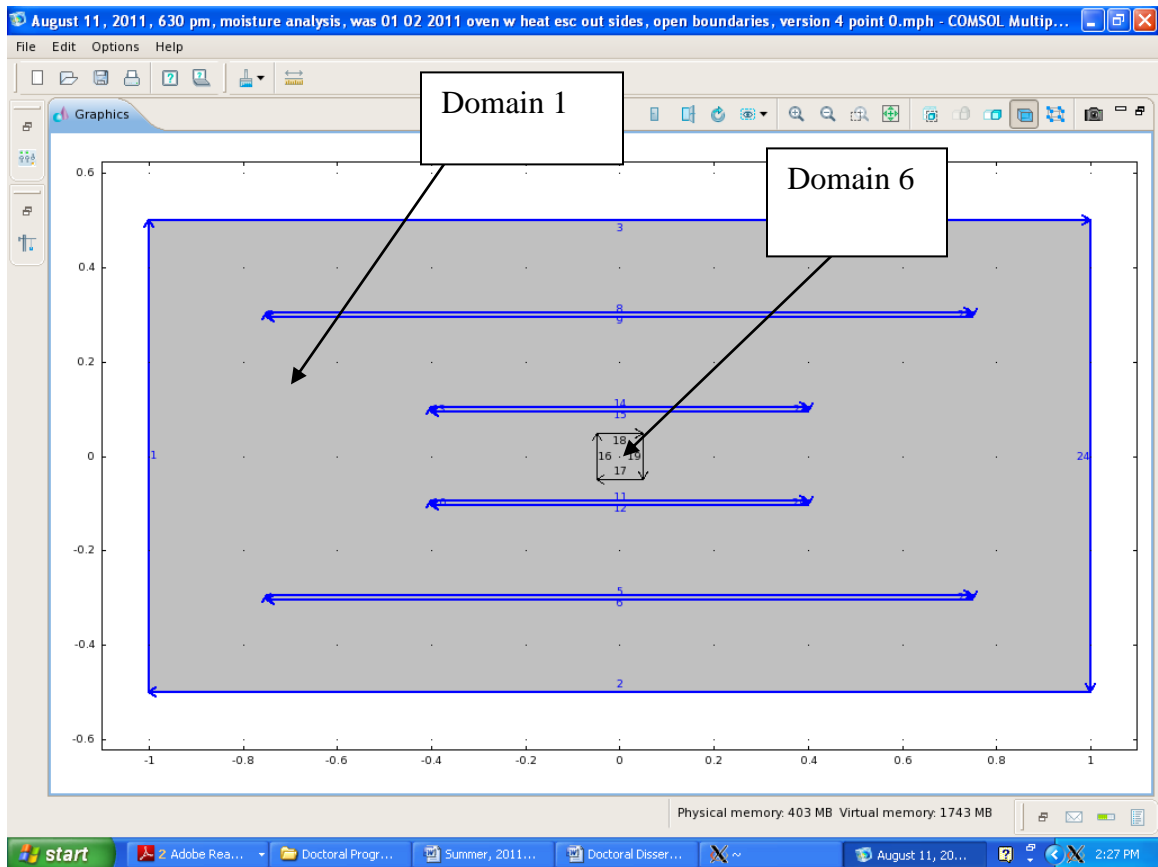 August 11, 2011, 630 pm, moisture analysis, was 01 02 2011 oven w heat esc out sides, open boundaries, version 4 point 0.mph - COMSOL Multip...
File Edit Options Help
Graphics
Domain 1
Domain 6
0.6
0.4
0.2
0
-0.2
-0.4
-0.6
3
8
9
14
15
18
1
16
19
24
17
11
12
5
6
2
-1 -0.8 -0.6 -0.4 -0.2 0 0.2 0.4 0.6 0.8 1
Physical memory: 403 MB Virtual memory: 1743 MB
start
2 Adobe Rea...
Doctoral Progr...
Summer, 2011...
Doctoral Disser...
~
August 11, 20...
2:27 PM